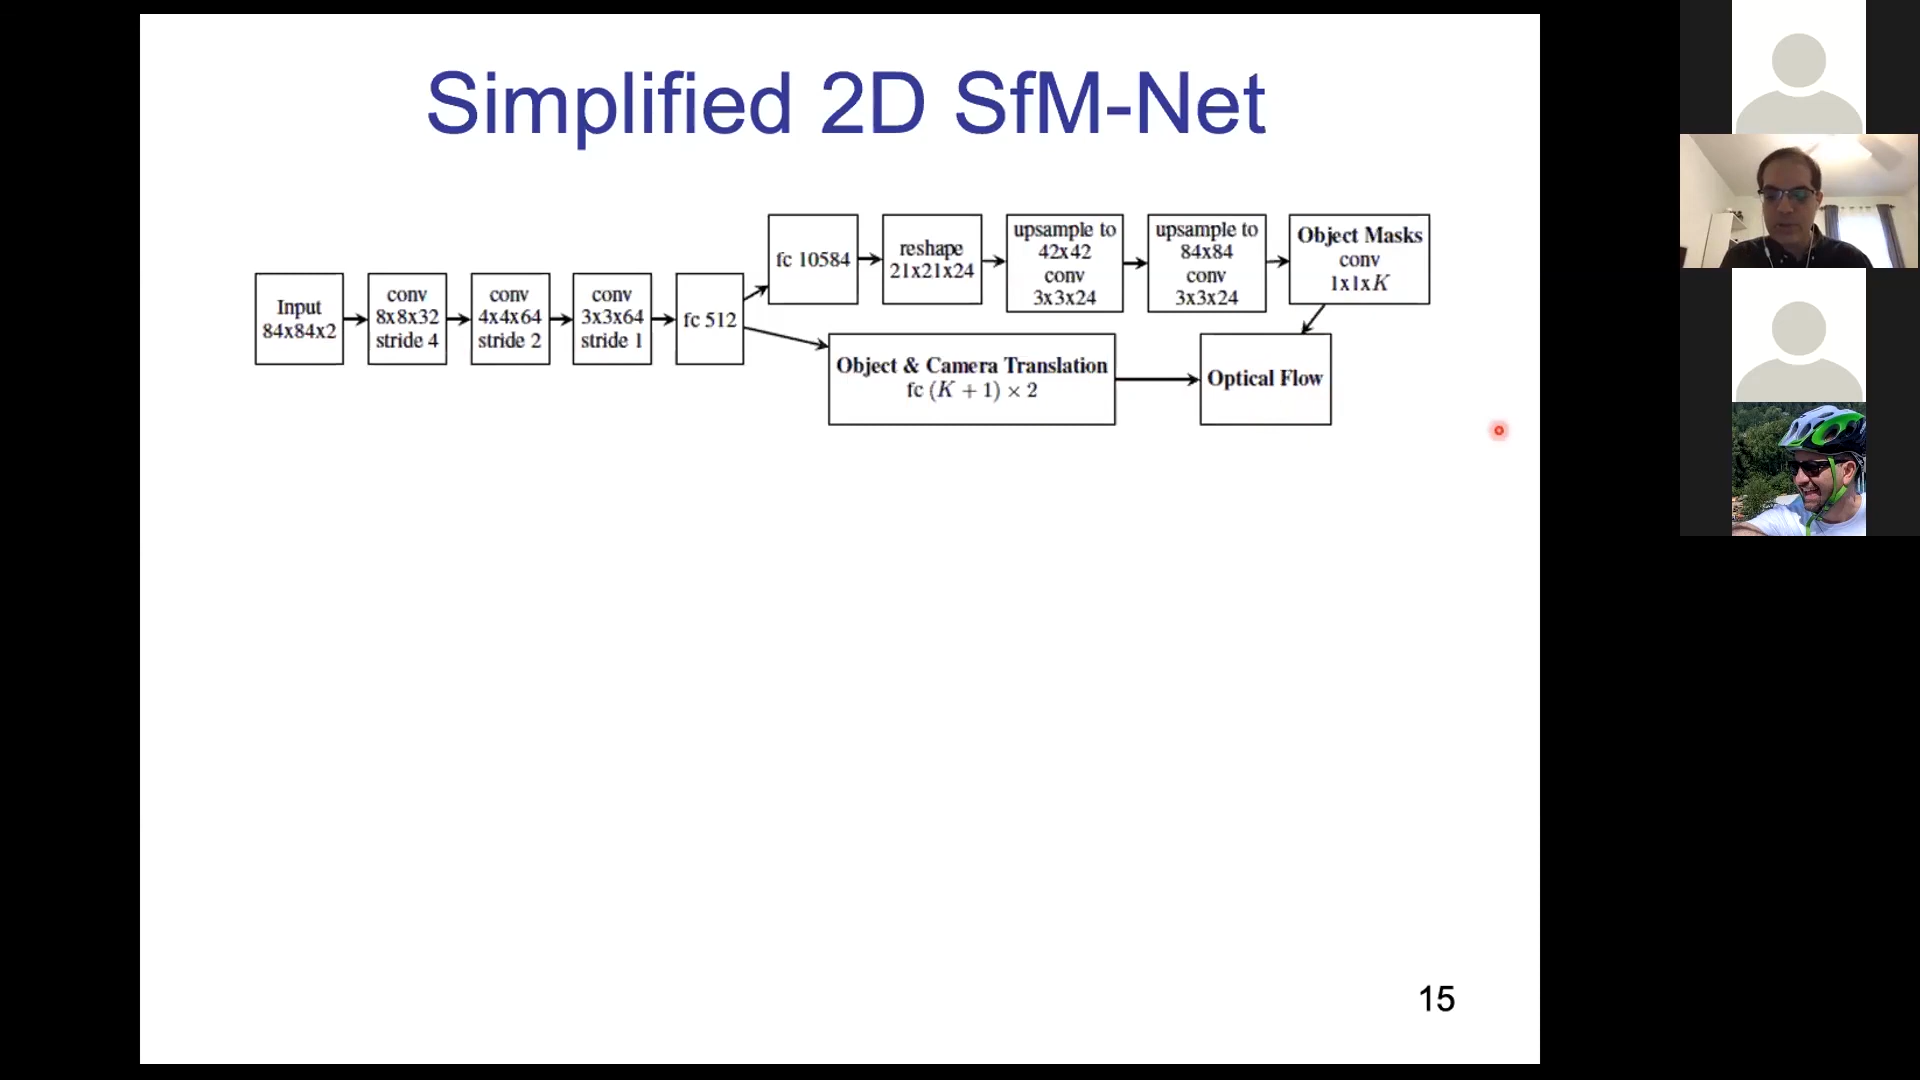 Simplified 2D SfM-Net
Input
84x84x2
conv
8x8x32
stride 4
conv
4x4x64
stride 2
conv
3x3x64
stride 1
fc 512
fc 10584
reshape
21x21x24
upsample to
42x42
conv
3x3x24
upsample to
84x84
conv
3x3x24
Object Masks
conv
1x1xK
Object & Camera Translation
fc (K + 1) × 2
Optical Flow
15